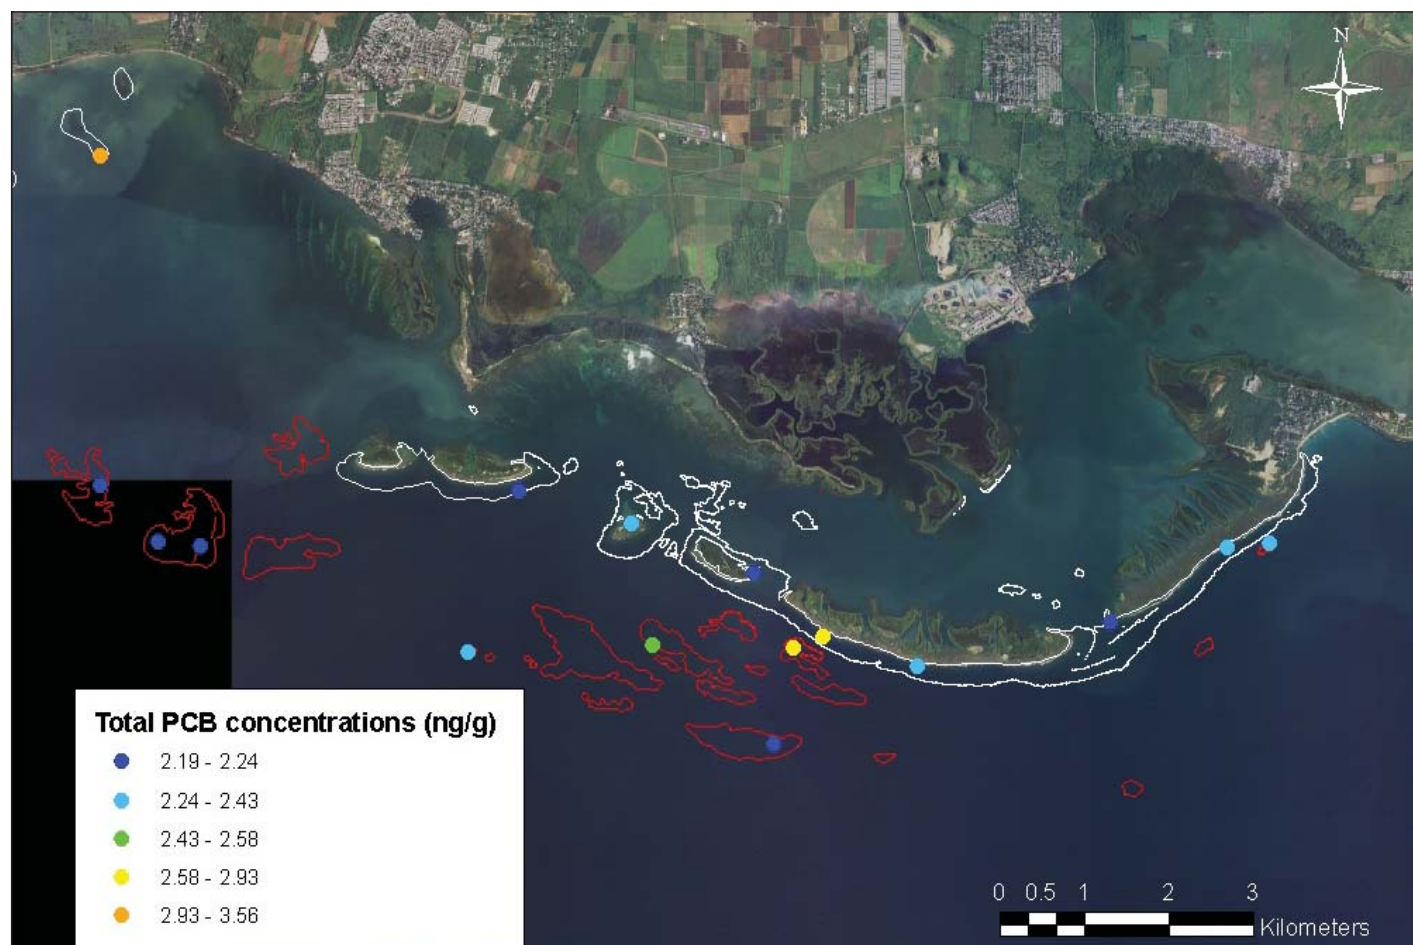 N
Total PCB concentrations (ng/g)
2.19 - 2.24
2.24 - 2.43
2.43 - 2.58
2.58 - 2.93
2.93 - 3.56
0 0.5 1 2 3
Kilometers